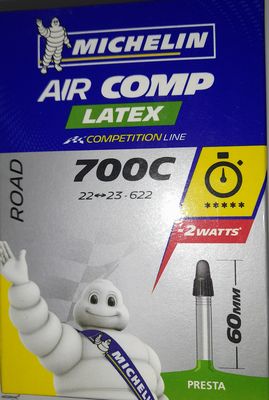 MICHELIN
AIR COMP
LATEX
COMPETITION LINE
ROAD
700C
22↔23 - 622
*****
-2WATTS*
60MM
PRESTA
MICHELIN